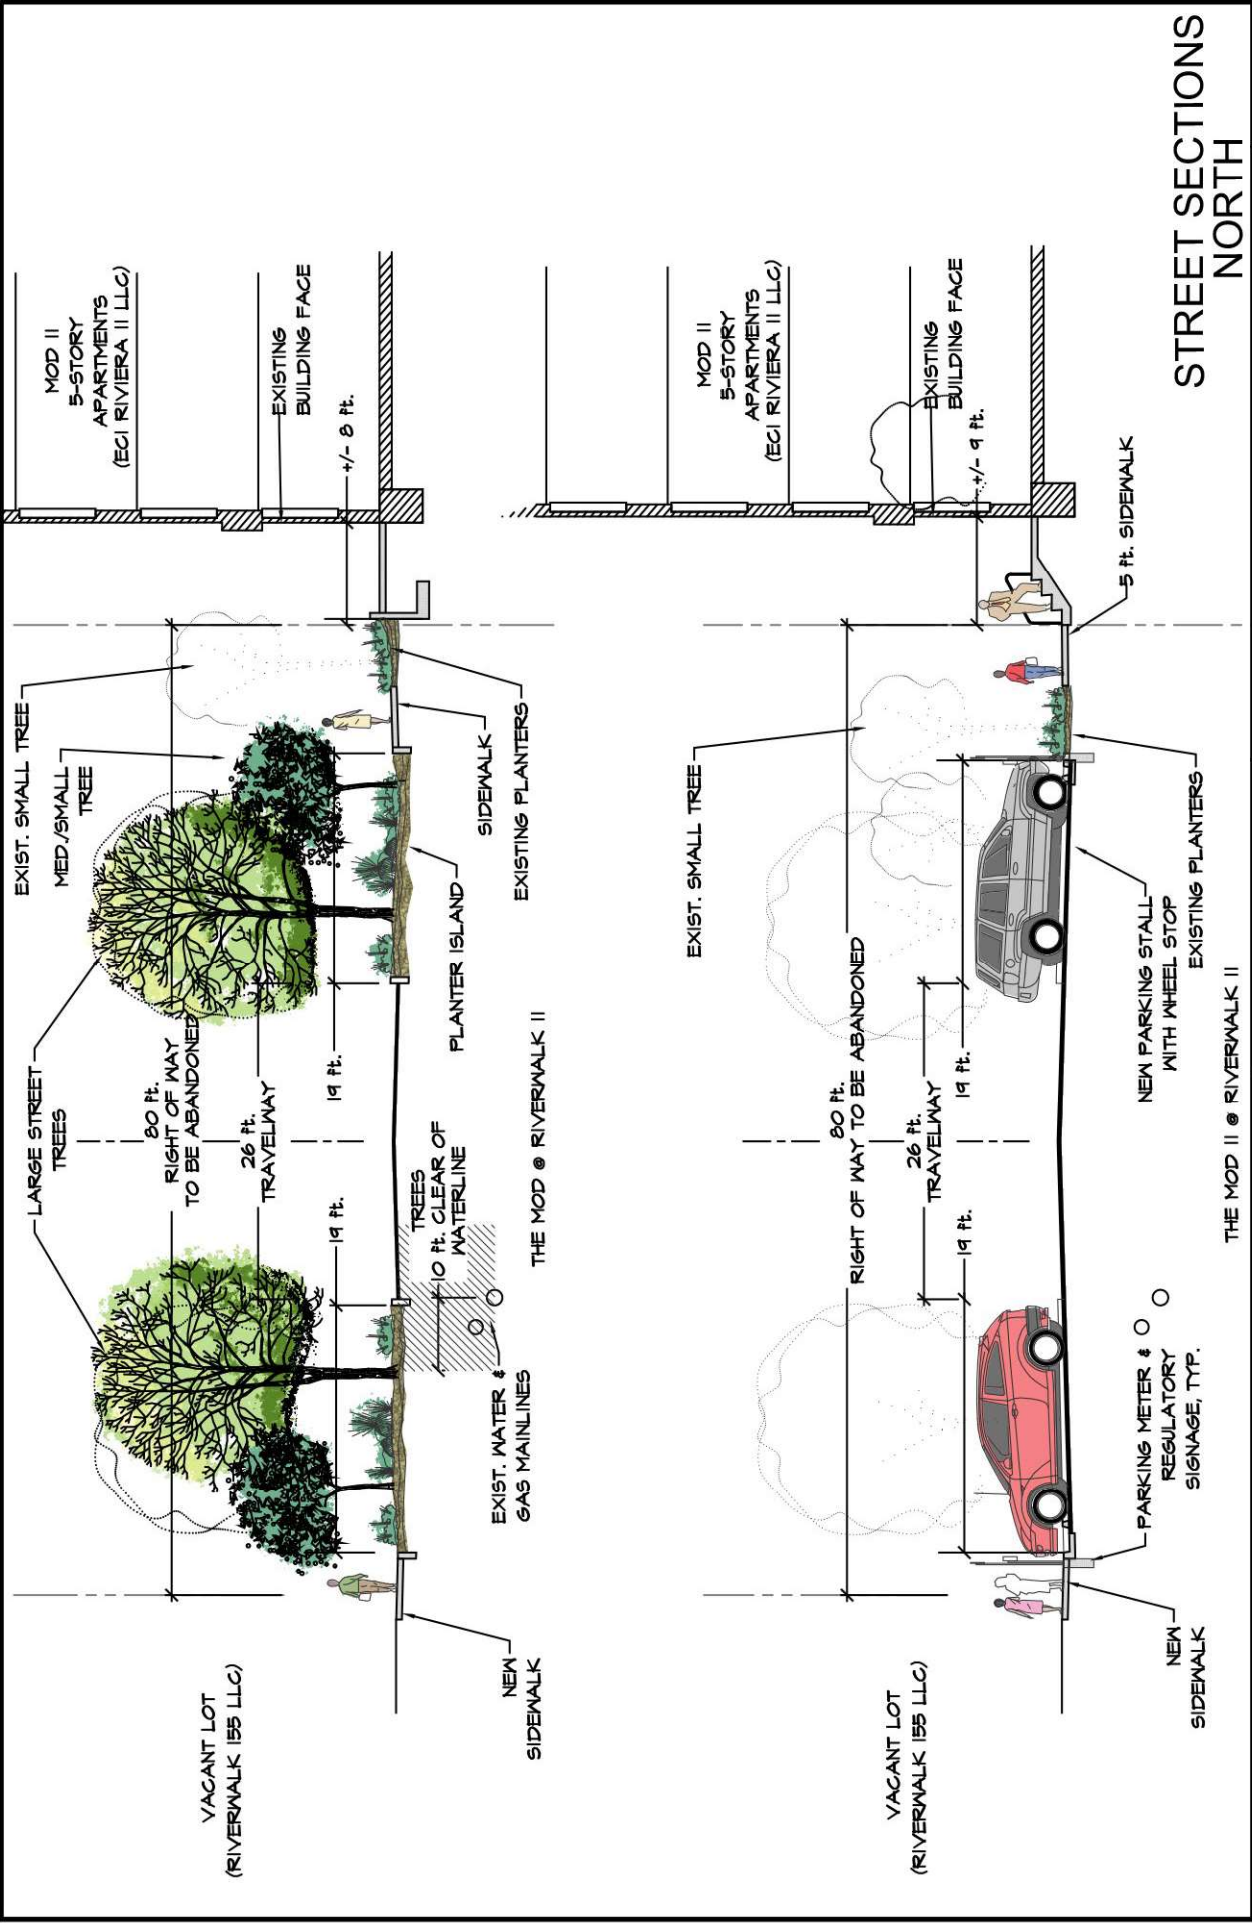 EXIST. SMALL TREE
MED./SMALL
TREE
LARGE STREET
TREES
80 ft.
RIGHT OF WAY
TO BE ABANDONED
26 ft.
TRAVELWAY
19 ft.
19 ft.
+/- 8 ft.
MOD II
5-STORY
APARTMENTS
(ECI RIVIERA II LLC)
EXISTING
BUILDING FACE
VACANT LOT
(RIVERWALK 155 LLC)
NEW
SIDEWALK
EXIST. WATER &
GAS MAINLINES
TREES
10 ft. CLEAR OF
WATERLINE
PLANTER ISLAND
SIDEWALK
EXISTING PLANTERS
THE MOD @ RIVERWALK II
EXIST. SMALL TREE
80 ft.
RIGHT OF WAY TO BE ABANDONED
26 ft.
TRAVELWAY
19 ft.
19 ft.
+/- 9 ft.
MOD II
5-STORY
APARTMENTS
(ECI RIVIERA II LLC)
EXISTING
BUILDING FACE
VACANT LOT
(RIVERWALK 155 LLC)
NEW
SIDEWALK
PARKING METER &
REGULATORY
SIGNAGE, TYP.
NEW PARKING STALL
WITH WHEEL STOP
EXISTING PLANTERS
5 ft. SIDEWALK
THE MOD II @ RIVERWALK II
STREET SECTIONS
NORTH